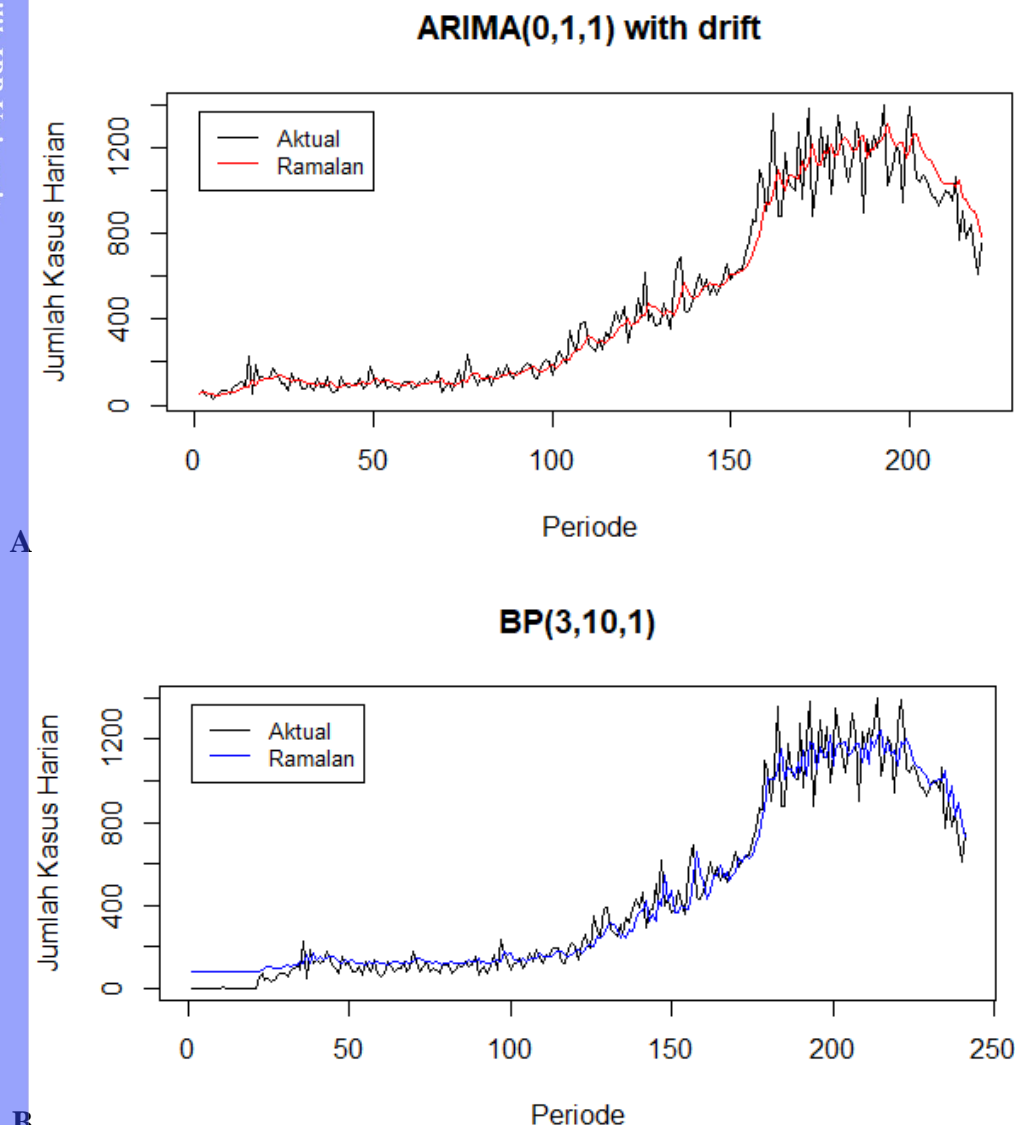 ARIMA(0,1,1) with drift
Jumlah Kasus Harian
1200
800
400
0
Aktual
Ramalan
0 50 100 150 200
Periode
A
BP(3,10,1)
Jumlah Kasus Harian
1200
800
400
0
Aktual
Ramalan
0 50 100 150 200 250
Periode
B